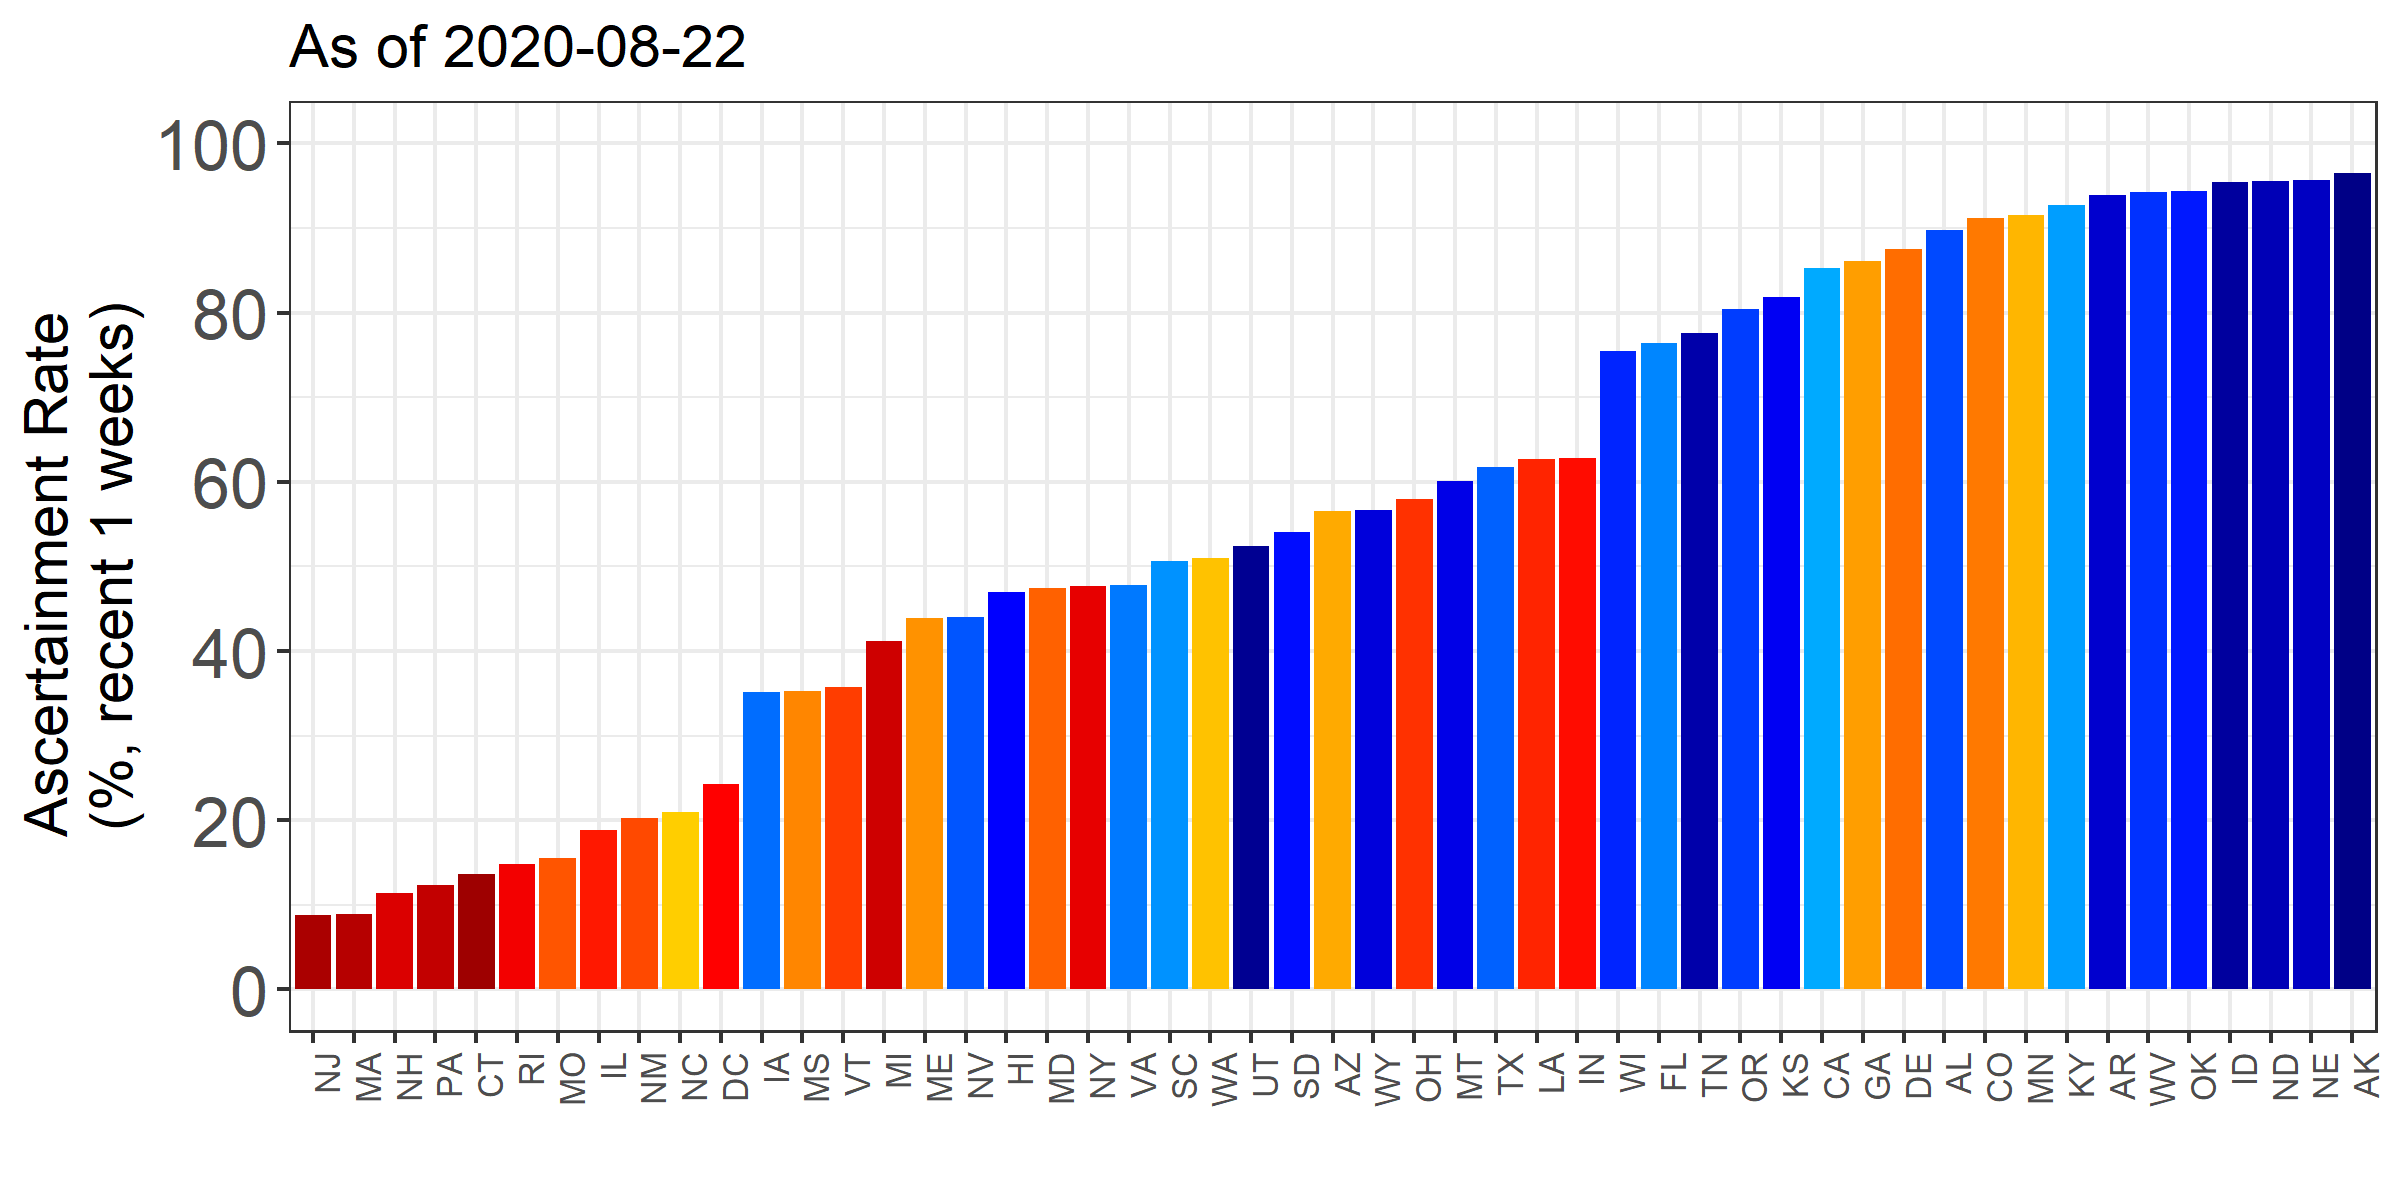 As of 2020-08-22
Ascertainment Rate
(%, recent 1 weeks)
100
80
60
40
20
0
NJ
MA
NH
PA
CT
RI
MO
IL
NM
NC
DC
IA
MS
VT
MI
ME
NV
HI
MD
NY
VA
SC
WA
UT
SD
AZ
WY
OH
MT
TX
LA
IN
WI
FL
TN
OR
KS
CA
GA
DE
AL
CO
MN
KY
AR
WV
OK
ID
ND
NE
AK